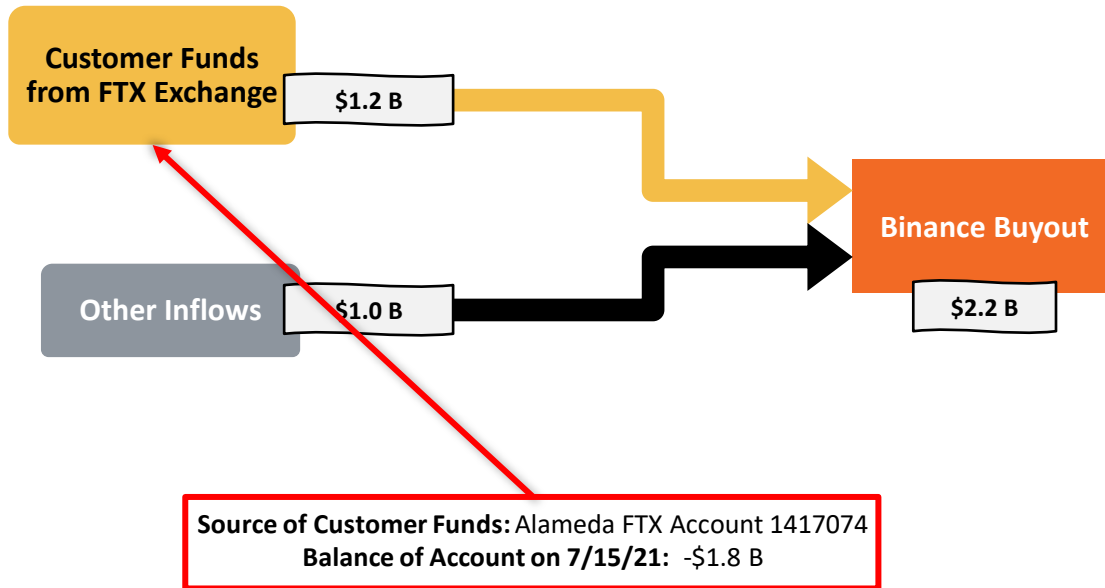 Customer Funds
from FTX Exchange
$1.2 B
Binance Buyout
Other Inflows
$1.0 B
$2.2 B
Source of Customer Funds: Alameda FTX Account 1417074
Balance of Account on 7/15/21: -$1.8 B